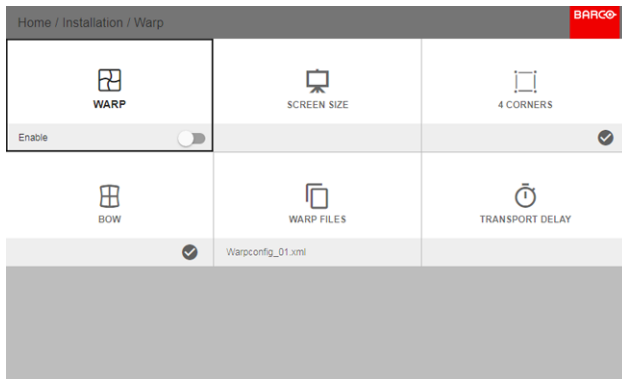 Home / Installation / Warp
BARCO
WARP
SCREEN SIZE
4 CORNERS
Enable
BOW
WARP FILES
TRANSPORT DELAY
Warpconfig_01.xml